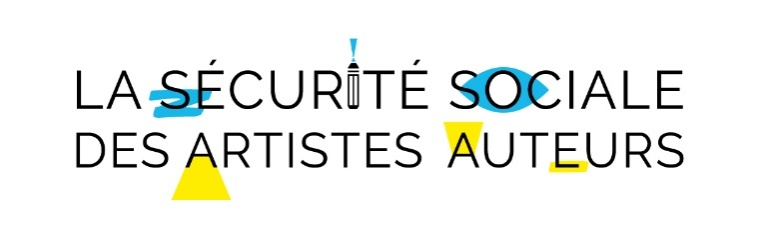 LA SÉCURITÉ SOCIALE
DES ARTISTES AUTEURS